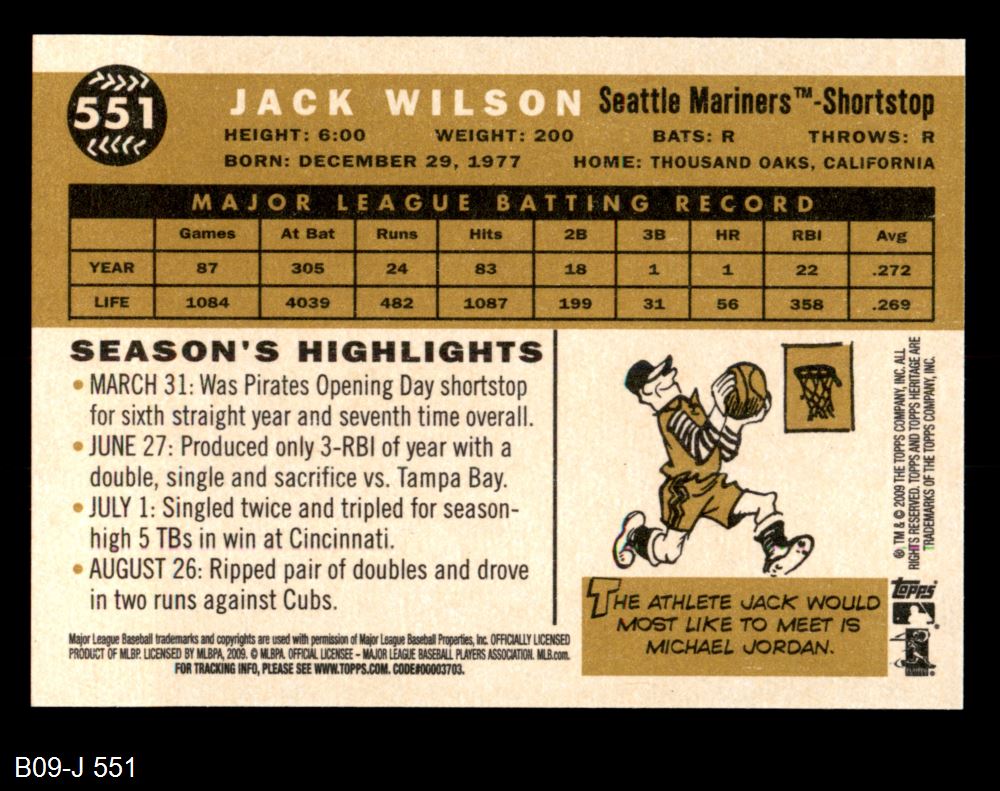 551
JACK WILSON Seattle Mariners™-Shortstop
HEIGHT: 6:00 WEIGHT: 200 BATS: R THROWS: R
BORN: DECEMBER 29, 1977 HOME: THOUSAND OAKS, CALIFORNIA
MAJOR LEAGUE BATTING RECORD
Games At Bat Runs Hits 2B 3B HR RBI Avg
YEAR 87 305 24 83 18 1 1 22 .272
LIFE 1084 4039 482 1087 199 31 56 358 .269
SEASON'S HIGHLIGHTS
• MARCH 31: Was Pirates Opening Day shortstop
for sixth straight year and seventh time overall.
• JUNE 27: Produced only 3-RBI of year with a
double, single and sacrifice vs. Tampa Bay.
• JULY 1: Singled twice and tripled for season-
high 5 TBs in win at Cincinnati.
• AUGUST 26: Ripped pair of doubles and drove
in two runs against Cubs.
Major League Baseball trademarks and copyrights are used with permission of Major League Baseball Properties, Inc. OFFICIALLY LICENSED
PRODUCT OF MLBP. LICENSED BY MLBPA, 2009. © MLBPA. OFFICIAL LICENSEE – MAJOR LEAGUE BASEBALL PLAYERS ASSOCIATION. MLB.com.
FOR TRACKING INFO, PLEASE SEE WWW.TOPPS.COM. CODE#00003703.
THE ATHLETE JACK WOULD
MOST LIKE TO MEET IS
MICHAEL JORDAN.
® TM & © 2009 THE TOPPS COMPANY, INC. ALL
RIGHTS RESERVED. TOPPS AND TOPPS HERITAGE ARE
TRADEMARKS OF THE TOPPS COMPANY, INC.
topps
B09-J 551